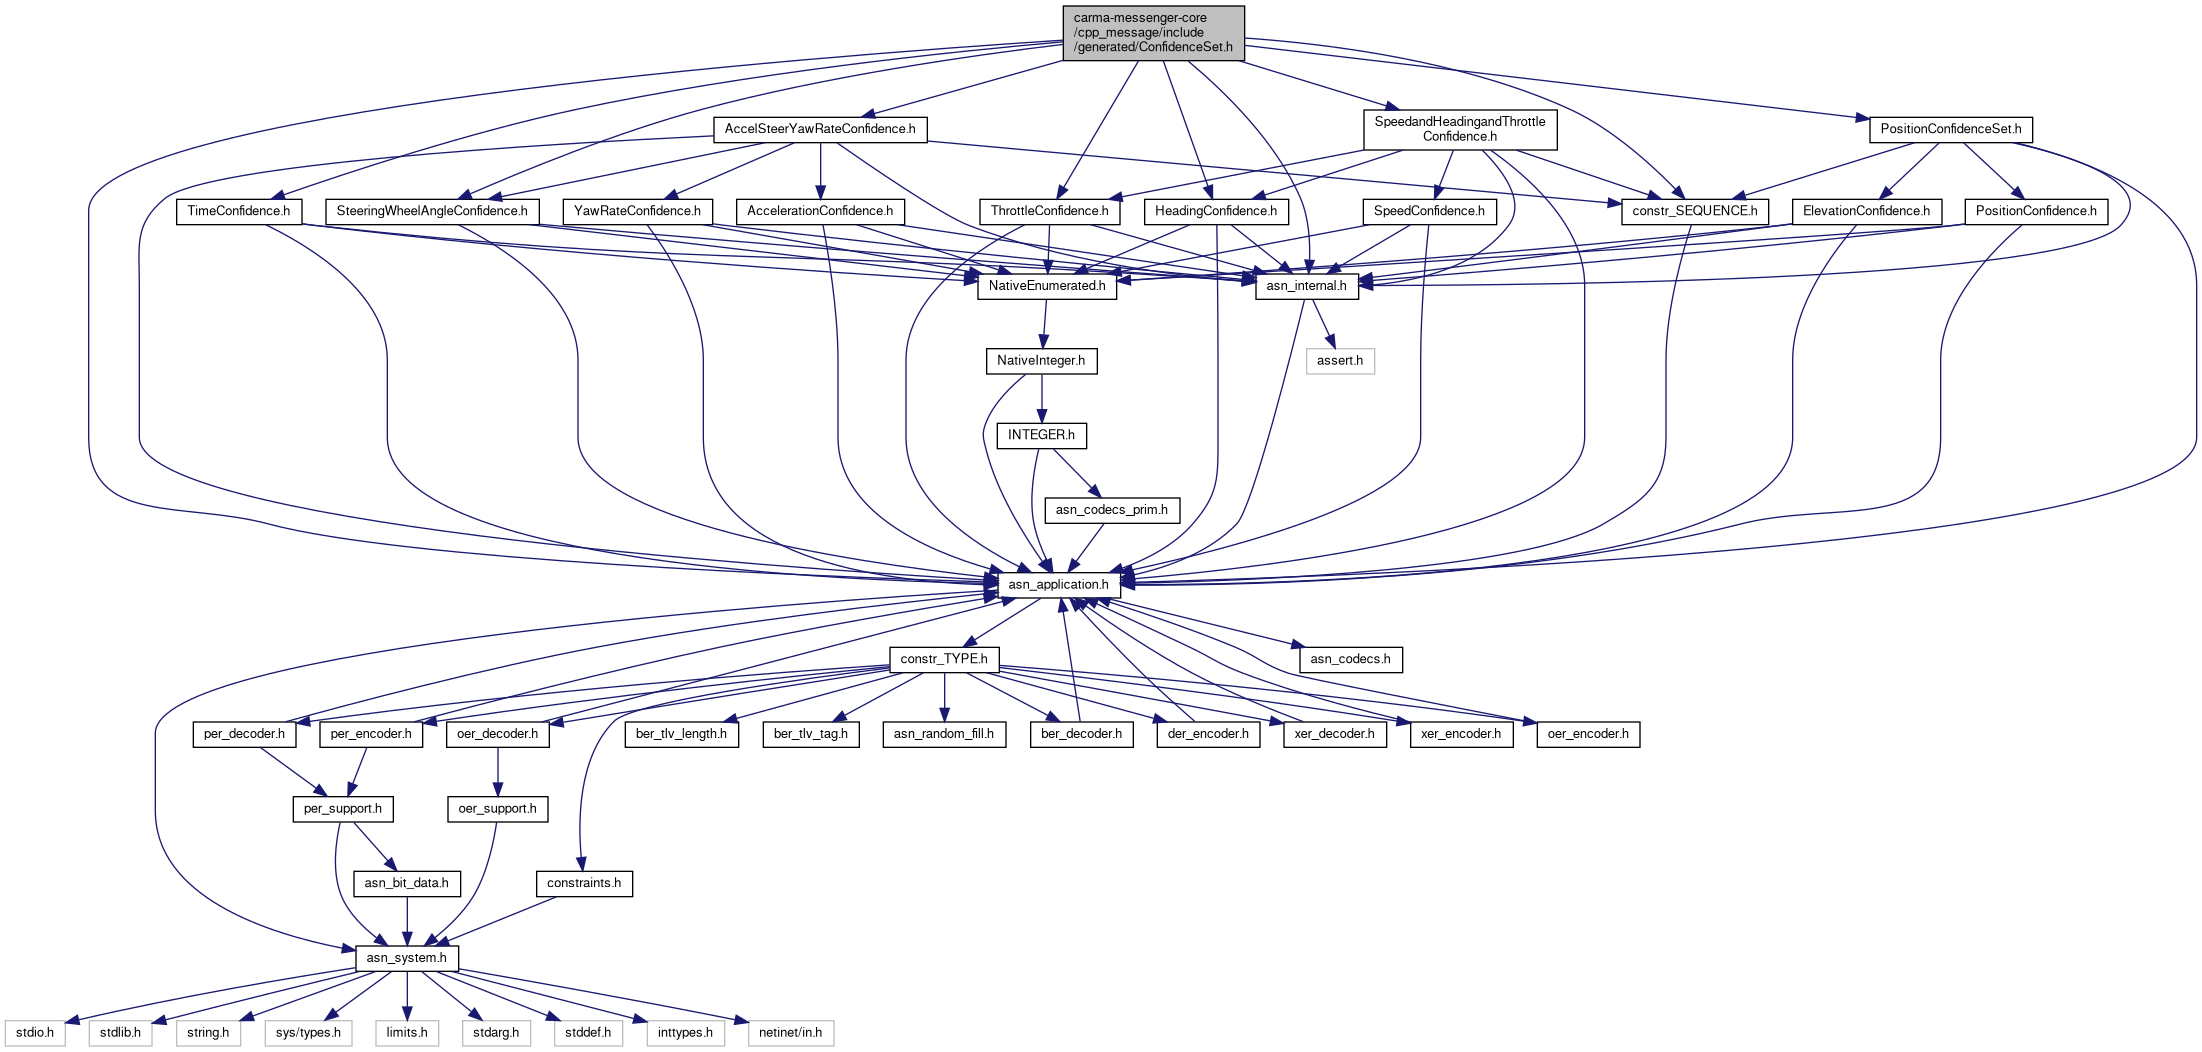 carma-messenger-core
/cpp_message/include
/generated/ConfidenceSet.h
AccelSteerYawRateConfidence.h
SpeedandHeadingandThrottle
Confidence.h
PositionConfidenceSet.h
TimeConfidence.h
SteeringWheelAngleConfidence.h
YawRateConfidence.h
AccelerationConfidence.h
ThrottleConfidence.h
HeadingConfidence.h
SpeedConfidence.h
constr_SEQUENCE.h
ElevationConfidence.h
PositionConfidence.h
NativeEnumerated.h
asn_internal.h
NativeInteger.h
assert.h
INTEGER.h
asn_codecs_prim.h
asn_application.h
constr_TYPE.h
asn_codecs.h
per_decoder.h
per_encoder.h
oer_decoder.h
ber_tlv_length.h
ber_tlv_tag.h
asn_random_fill.h
ber_decoder.h
der_encoder.h
xer_decoder.h
xer_encoder.h
oer_encoder.h
per_support.h
oer_support.h
asn_bit_data.h
constraints.h
asn_system.h
stdio.h
stdlib.h
string.h
sys/types.h
limits.h
stdarg.h
stddef.h
inttypes.h
netinet/in.h